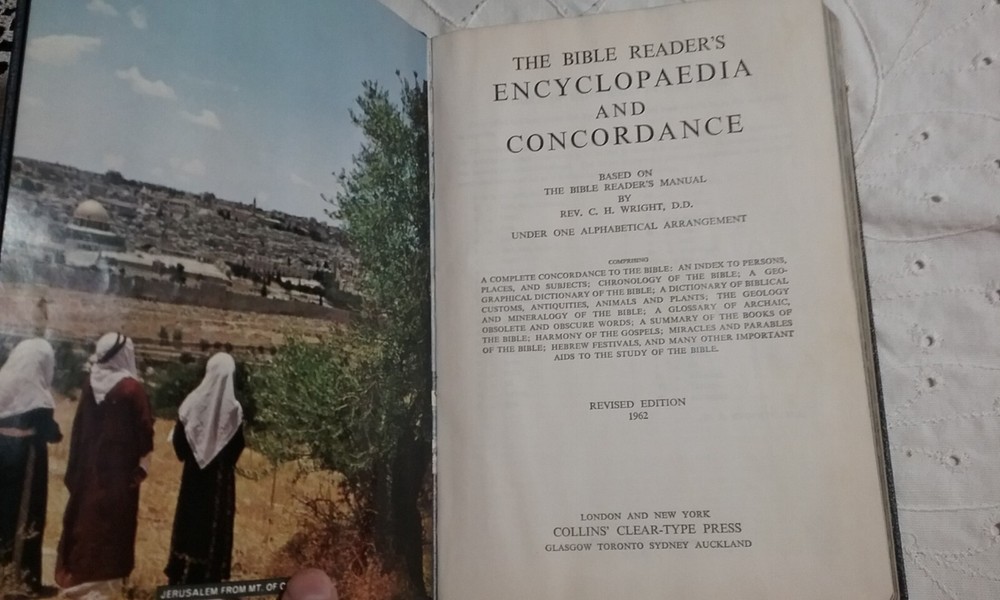 JERUSALEM FROM MT. OF
THE BIBLE READER'S
ENCYCLOPAEDIA
AND
CONCORDANCE
BASED ON
THE BIBLE READER'S MANUAL
BY
REV. C. H. WRIGHT, D.D.
UNDER ONE ALPHABETICAL ARRANGEMENT
COMPRISING
A COMPLETE CONCORDANCE TO THE BIBLE: AN INDEX TO PERSONS,
PLACES, AND SUBJECTS; CHRONOLOGY OF THE BIBLE; A GEO-
GRAPHICAL DICTIONARY OF THE BIBLE; A DICTIONARY OF BIBLICAL
CUSTOMS, ANTIQUITIES, ANIMALS AND PLANTS; THE GEOLOGY
AND MINERALOGY OF THE BIBLE; A GLOSSARY OF ARCHAIC,
OBSOLETE AND OBSCURE WORDS; A SUMMARY OF THE BOOKS OF
THE BIBLE; HARMONY OF THE GOSPELS; MIRACLES AND PARABLES
OF THE BIBLE; HEBREW FESTIVALS, AND MANY OTHER IMPORTANT
AIDS TO THE STUDY OF THE BIBLE.
REVISED EDITION
1962
LONDON AND NEW YORK
COLLINS' CLEAR-TYPE PRESS
GLASGOW TORONTO SYDNEY AUCKLAND